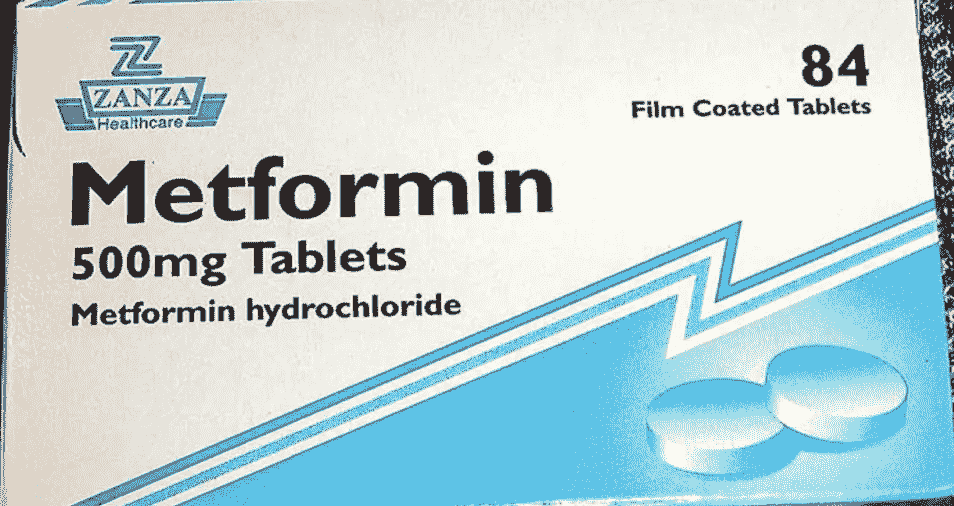 ZANZA
Healthcare
84
Film Coated Tablets
Metformin
500mg Tablets
Metformin hydrochloride